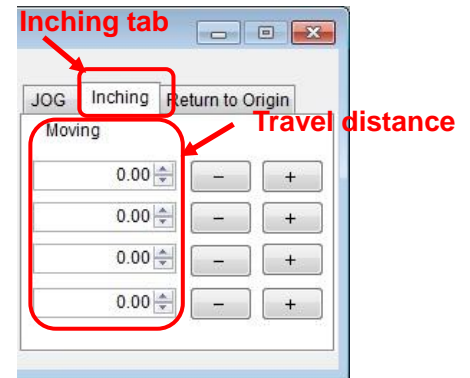 Inching tab
JOG Inching Return to Origin
Travel distance
Moving
0.00 - +
0.00 - +
0.00 - +
0.00 - +